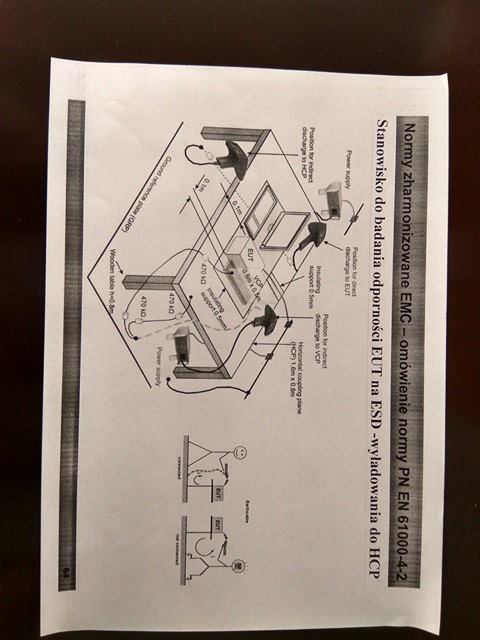 Normy zharmonizowane EMC – omówienie normy PN EN 61000-4-2
Stanowisko do badania odporności EUT na ESD -wyładowania do HCP
Power supply
Position for direct
discharge to EUT
Position for indirect
discharge to HCP
Position for indirect
discharge to VCP
Insulating
support 0.5mm
Horizontal coupling plane
(HCP) 1.6m x 0.8m
0.1m
0.1m
EUT
VCP
0.5m x 0.5m
470 kΩ
Insulating
support 0.5mm
Ground reference plate (GRP)
Wooden table h=0.8m
470 kΩ
470 kΩ
Power supply
Earthcable
EUT
EUT
connected
not connected
64